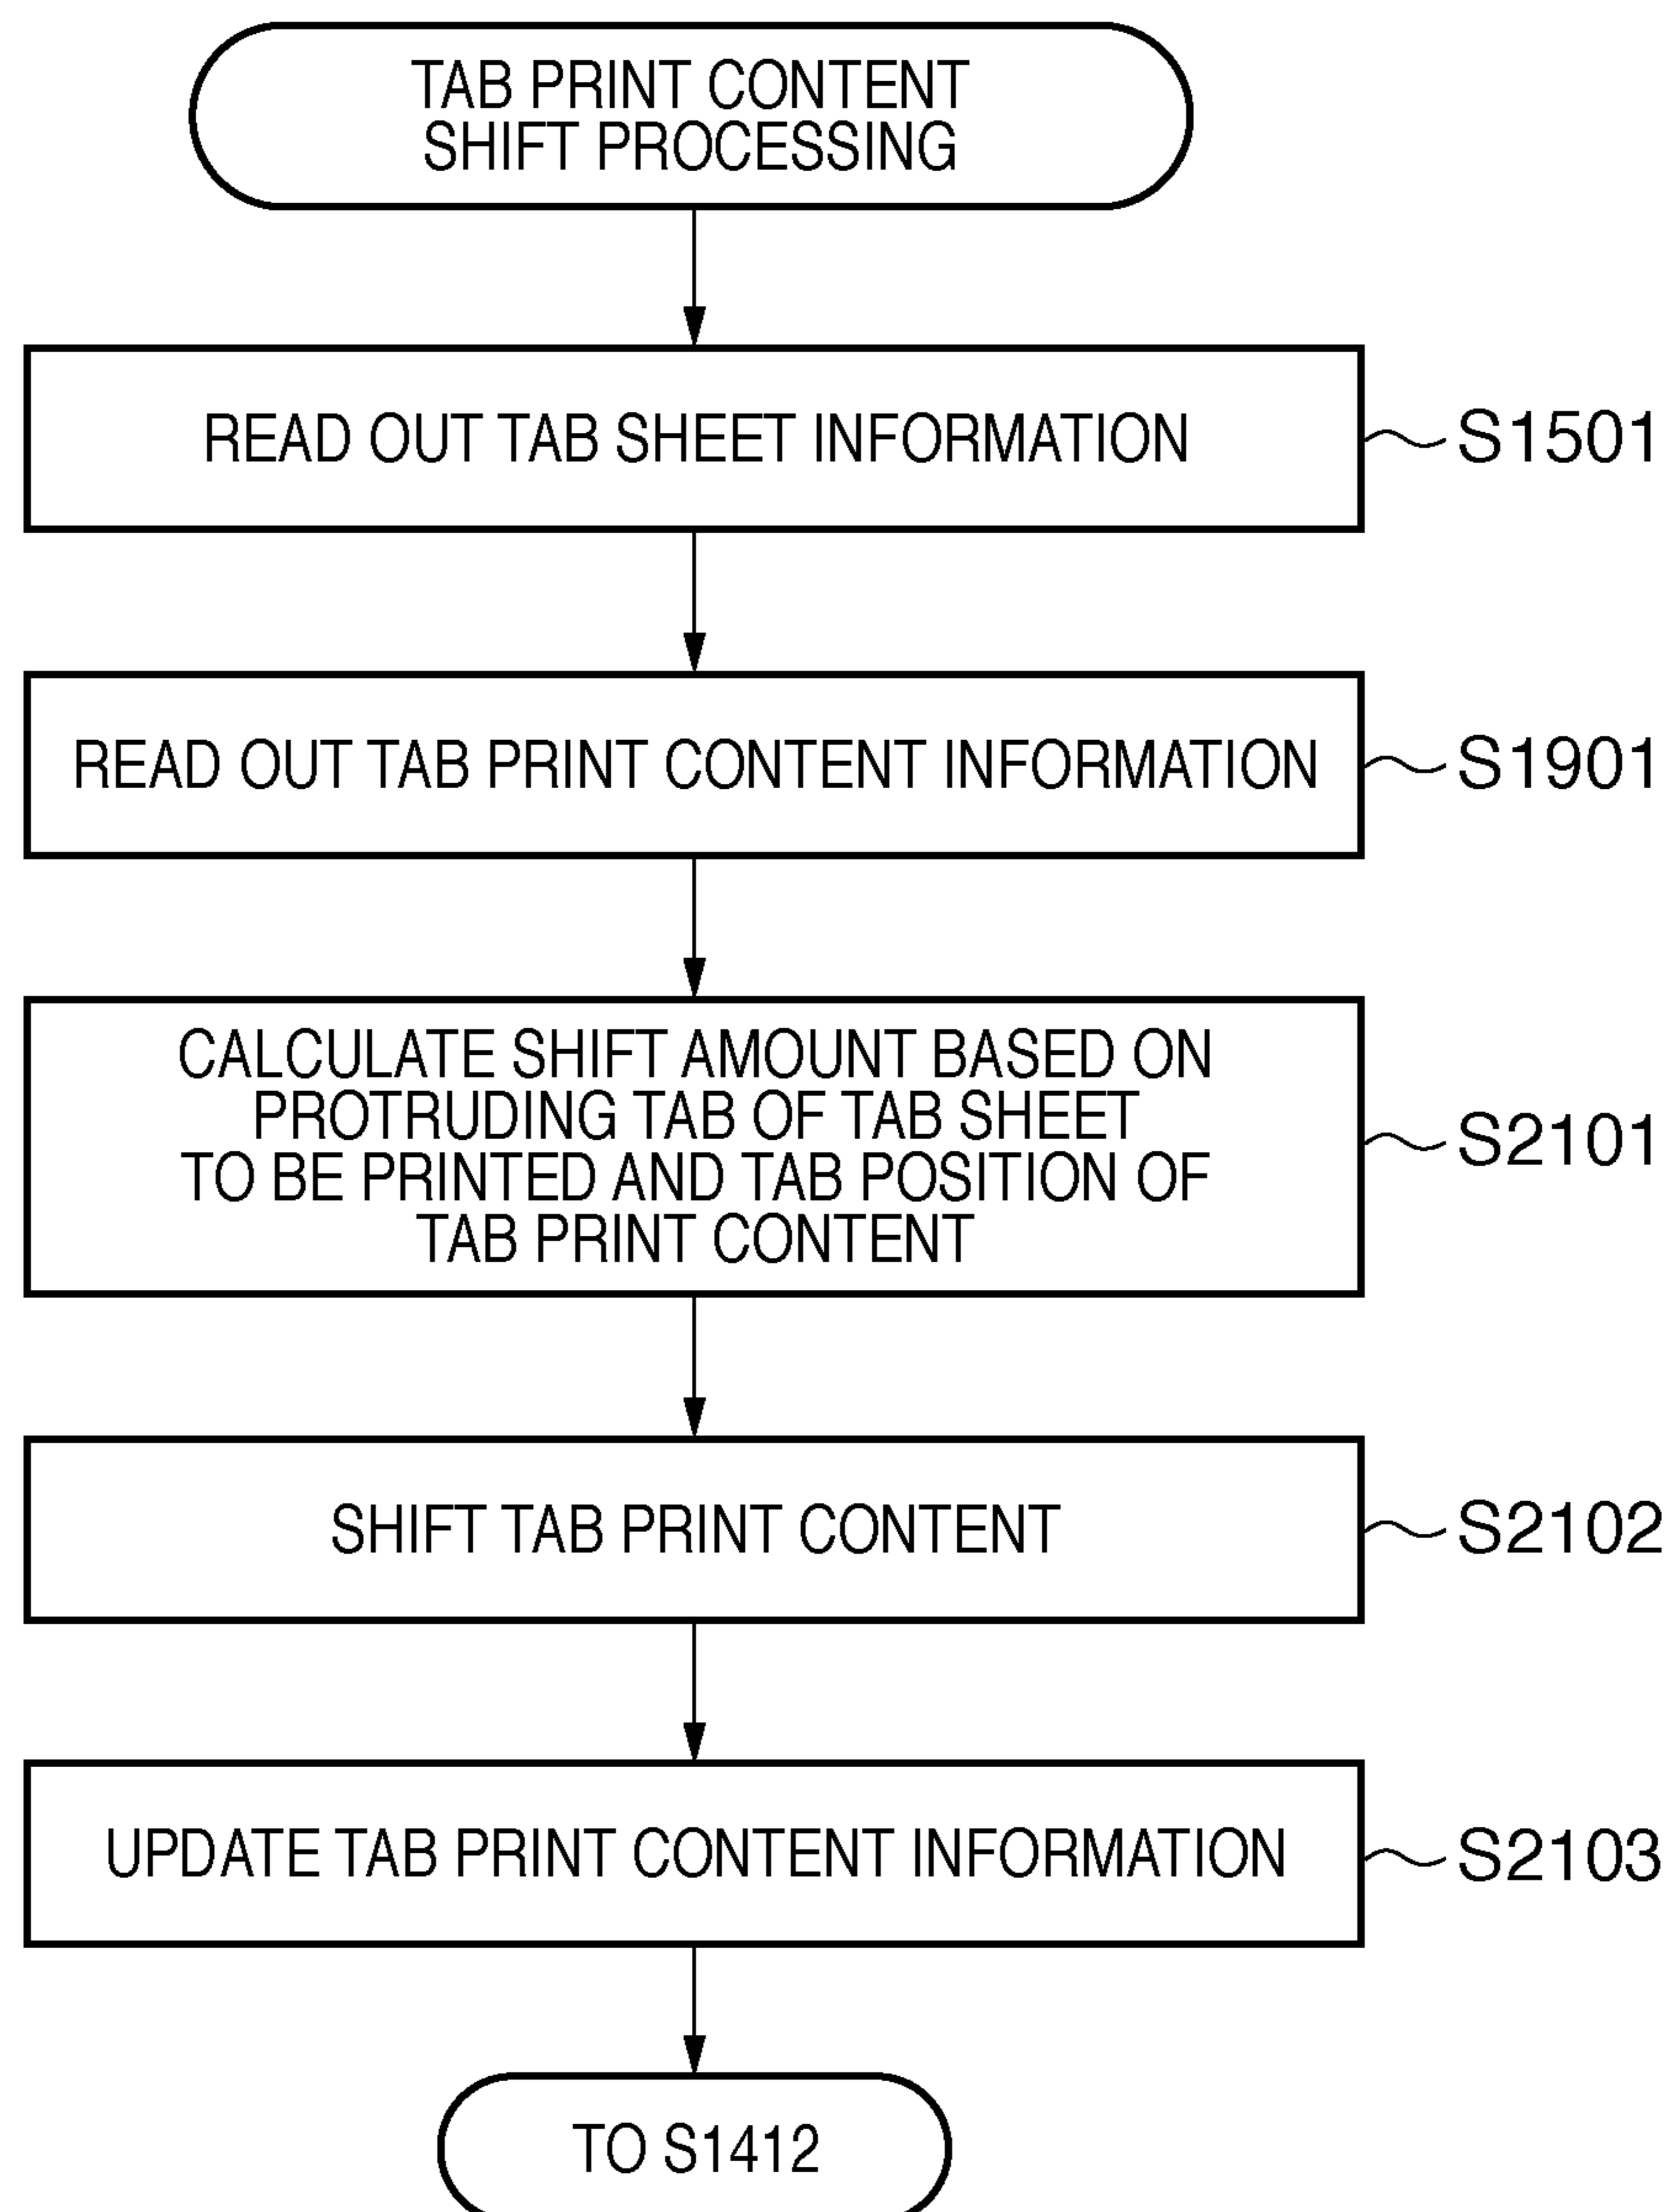 TAB PRINT CONTENT
SHIFT PROCESSING
READ OUT TAB SHEET INFORMATION
S1501
READ OUT TAB PRINT CONTENT INFORMATION
S1901
CALCULATE SHIFT AMOUNT BASED ON
PROTRUDING TAB OF TAB SHEET
TO BE PRINTED AND TAB POSITION OF
TAB PRINT CONTENT
S2101
SHIFT TAB PRINT CONTENT
S2102
UPDATE TAB PRINT CONTENT INFORMATION
S2103
TO S1412